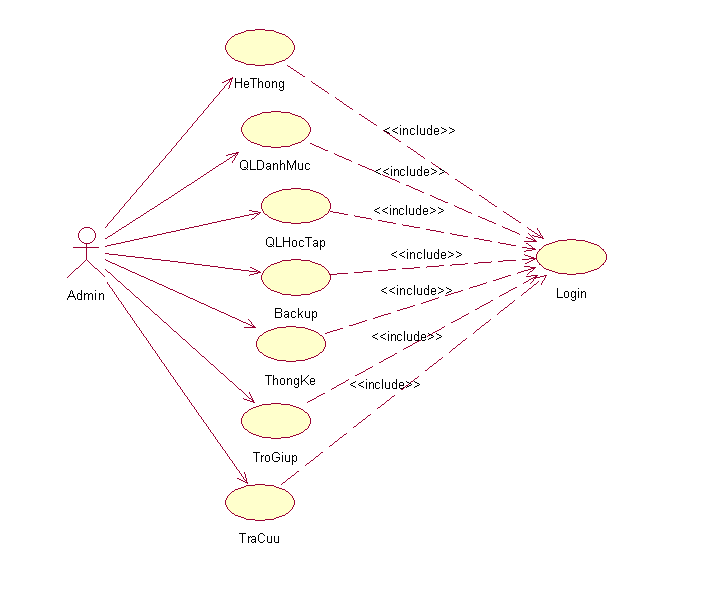 HeThong
<<include>>
QLDanhMuc
<<include>>
<<include>>
QLHocTap
<<include>>
Admin
Login
<<include>>
Backup
<<include>>
ThongKe
<<include>>
TroGiup
TraCuu